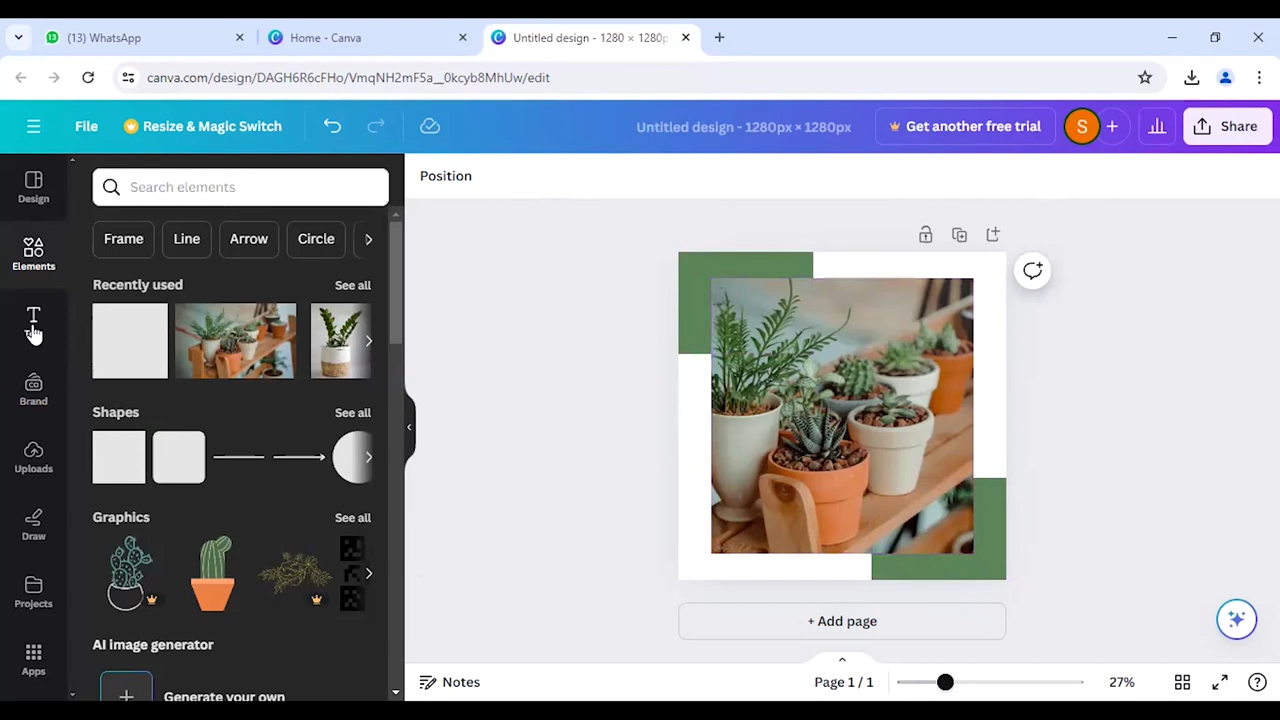 (13) WhatsApp
Home - Canva
Untitled design - 1280 × 1280p
canva.com/design/DAGH6R6cFHo/VmqNH2mF5a__0kcyb8MhUw/edit
File
Resize & Magic Switch
Untitled design - 1280px × 1280px
Get another free trial
S
Share
Design
Elements
Brand
Uploads
Draw
Projects
Apps
Search elements
Frame
Line
Arrow
Circle
Recently used
See all
Shapes
See all
Graphics
See all
AI image generator
Generate your own
Position
+ Add page
Notes
Page 1 / 1
27%